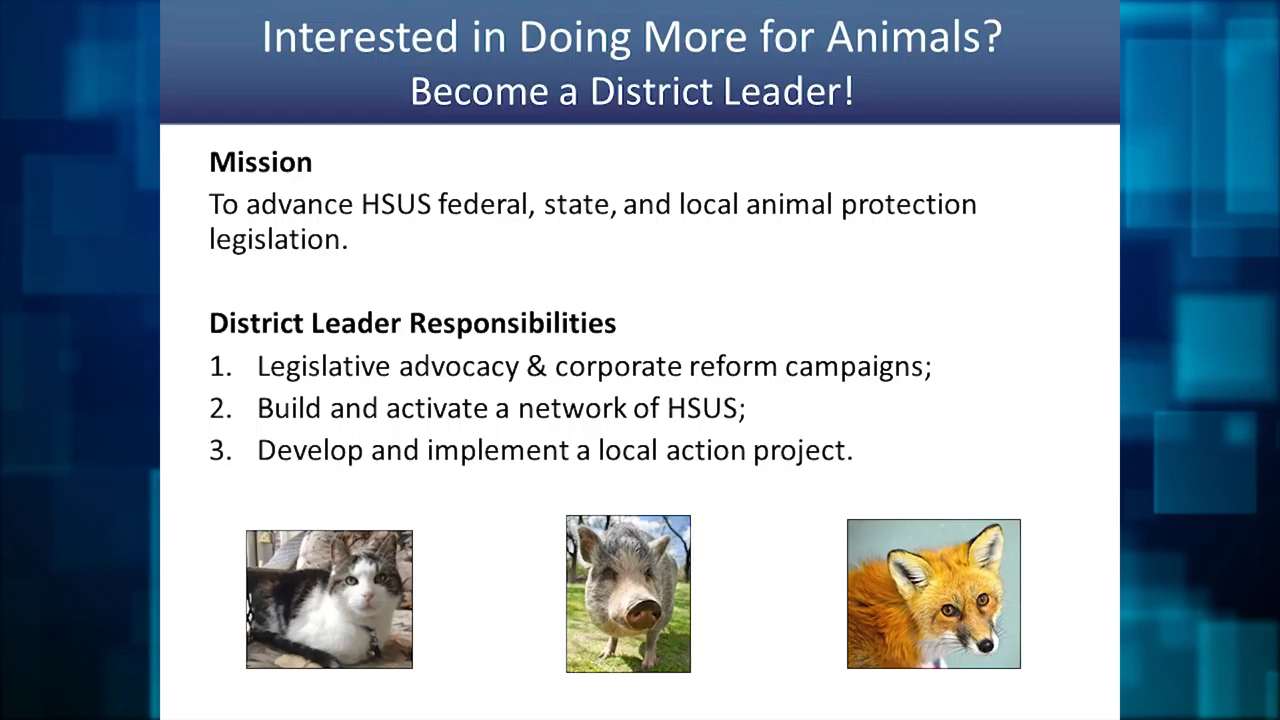 Interested in Doing More for Animals?
Become a District Leader!
Mission
To advance HSUS federal, state, and local animal protection
legislation.
District Leader Responsibilities
1. Legislative advocacy & corporate reform campaigns;
2. Build and activate a network of HSUS;
3. Develop and implement a local action project.